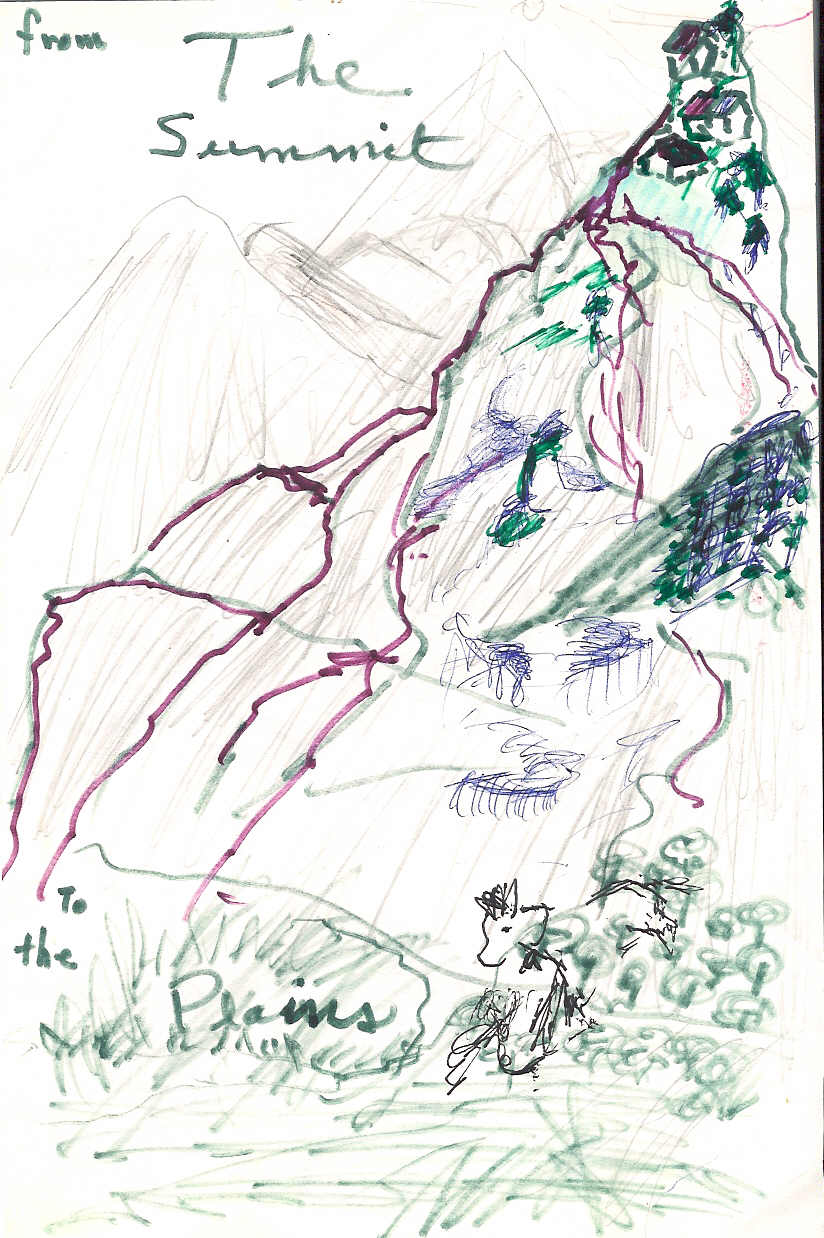 from
The
Summit
To
the
Plains